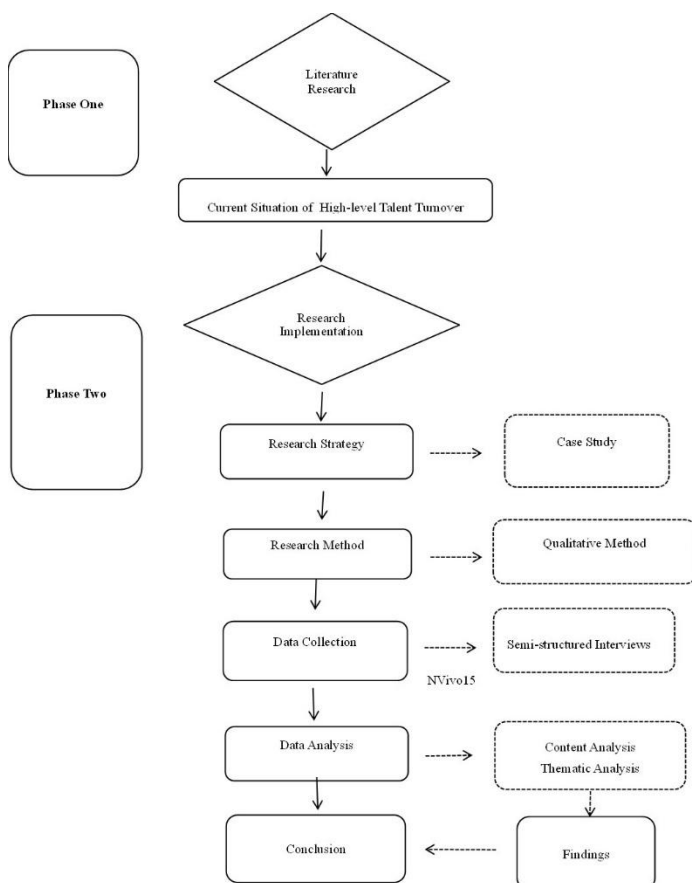 Literature
Research
Phase One
Current Situation of High-level Talent Turnover
Research
Implementation
Phase Two
Research Strategy
Case Study
Research Method
Qualitative Method
Data Collection
Semi-structured Interviews
NVivo15
Data Analysis
Content Analysis
Thematic Analysis
Conclusion
Findings